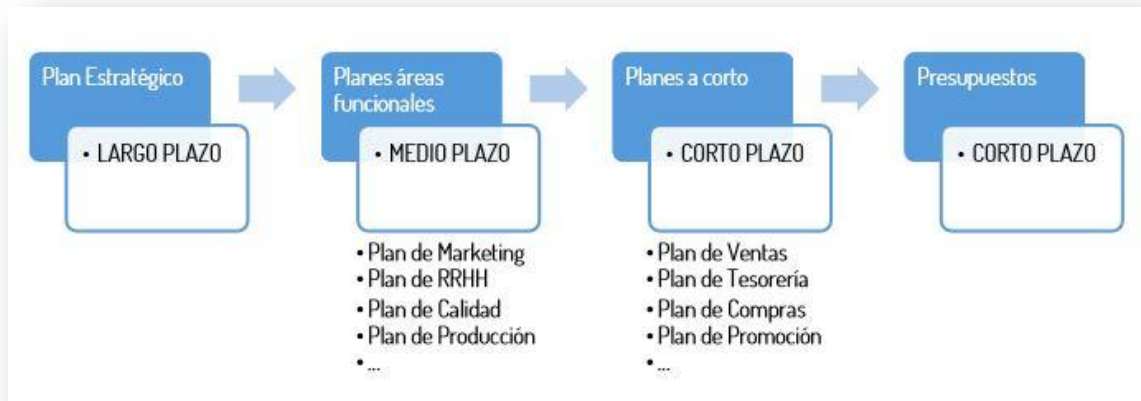 Plan Estratégico
• LARGO PLAZO
Planes áreas
funcionales
• MEDIO PLAZO
• Plan de Marketing
• Plan de RRHH
• Plan de Calidad
• Plan de Producción
• ...
Planes a corto
• CORTO PLAZO
• Plan de Ventas
• Plan de Tesorería
• Plan de Compras
• Plan de Promoción
• ...
Presupuestos
• CORTO PLAZO